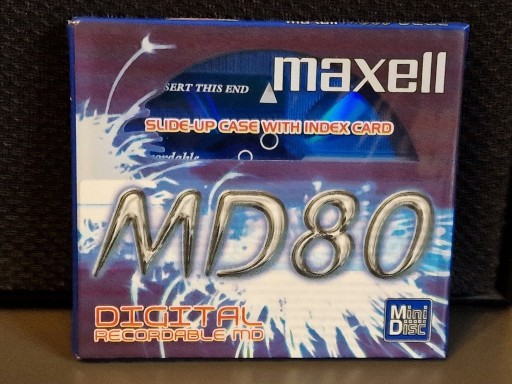 maxell
SERT THIS END
SLIDE-UP CASE WITH INDEX CARD
MD80
DIGITAL
RECORDABLE MD
Mini
Disc